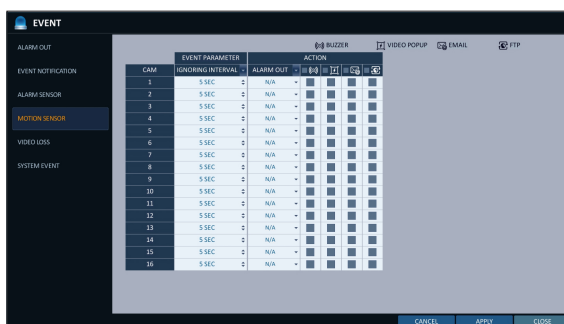 EVENT
ALARM OUT
EVENT NOTIFICATION
ALARM SENSOR
MOTION SENSOR
VIDEO LOSS
SYSTEM EVENT
BUZZER VIDEO POPUP EMAIL FTP
EVENT PARAMETER ACTION
CAM IGNORING INTERVAL ALARM OUT
1 5 SEC N/A
2 5 SEC N/A
3 5 SEC N/A
4 5 SEC N/A
5 5 SEC N/A
6 5 SEC N/A
7 5 SEC N/A
8 5 SEC N/A
9 5 SEC N/A
10 5 SEC N/A
11 5 SEC N/A
12 5 SEC N/A
13 5 SEC N/A
14 5 SEC N/A
15 5 SEC N/A
16 5 SEC N/A
CANCEL APPLY CLOSE